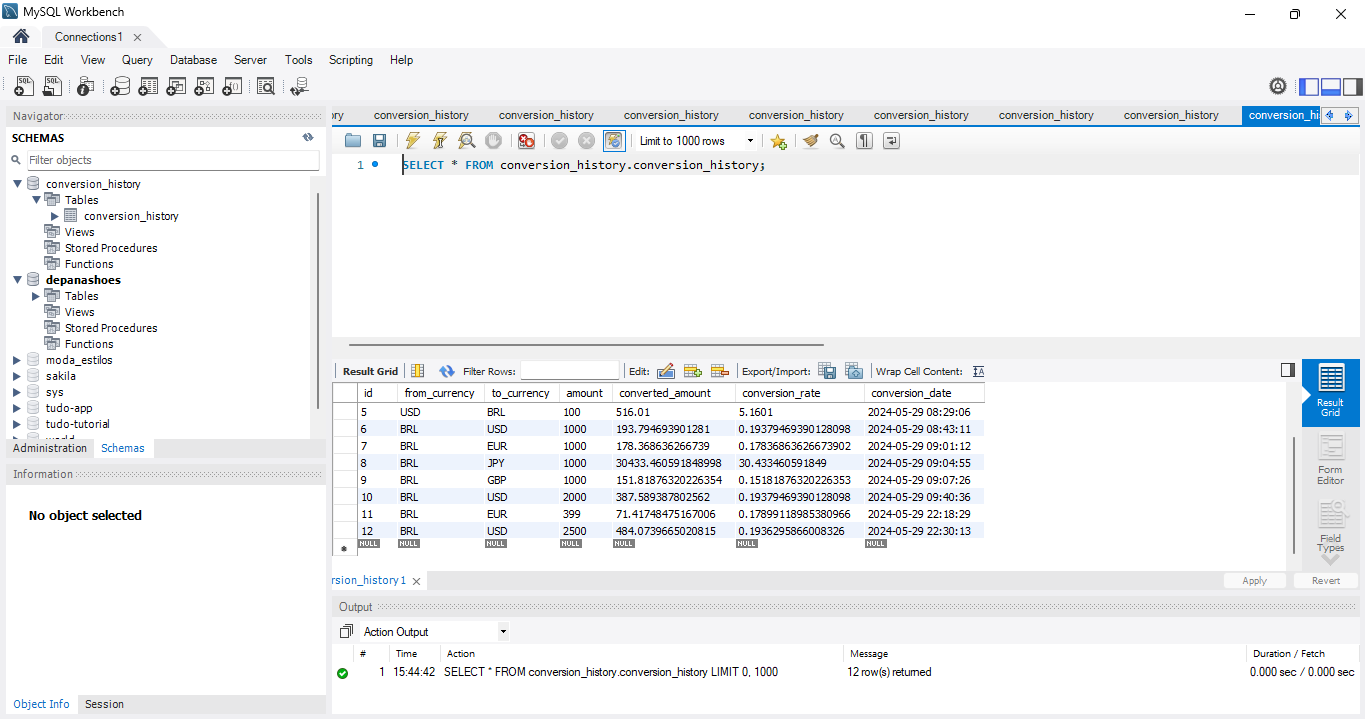 MySQL Workbench
Connections1
File Edit View Query Database Server Tools Scripting Help
Navigator
SCHEMAS
Filter objects
conversion_history
Tables
conversion_history
Views
Stored Procedures
Functions
depanashoes
Tables
Views
Stored Procedures
Functions
moda_estilos
sakila
sys
tudo-app
tudo-tutorial
world
Administration Schemas
Information
No object selected
Object Info Session
ry conversion_history conversion_history conversion_history conversion_history conversion_history conversion_history conversion_history conversion_hi
Limit to 1000 rows
1 SELECT * FROM conversion_history.conversion_history;
Result Grid Filter Rows: Edit: Export/Import: Wrap Cell Content: IA
id from_currency to_currency amount converted_amount conversion_rate conversion_date
5 USD BRL 100 516.01 5.1601 2024-05-29 08:29:06
6 BRL USD 1000 193.794693901281 0.19379469390128098 2024-05-29 08:43:11
7 BRL EUR 1000 178.368636266739 0.17836863626673902 2024-05-29 09:01:12
8 BRL JPY 1000 30433.460591848998 30.433460591849 2024-05-29 09:04:55
9 BRL GBP 1000 151.81876320226354 0.15181876320226353 2024-05-29 09:07:26
10 BRL USD 2000 387.589387802562 0.19379469390128098 2024-05-29 09:40:36
11 BRL EUR 399 71.41748475167006 0.17899118985380966 2024-05-29 22:18:29
12 BRL USD 2500 484.0739665020815 0.1936295866008326 2024-05-29 22:30:13
NULL NULL NULL NULL NULL NULL NULL
Result
Grid
Form
Editor
Field
Types
rsion_history 1
Apply Revert
Output
Action Output
# Time Action Message Duration / Fetch
1 15:44:42 SELECT * FROM conversion_history.conversion_history LIMIT 0, 1000 12 row(s) returned 0.000 sec / 0.000 sec